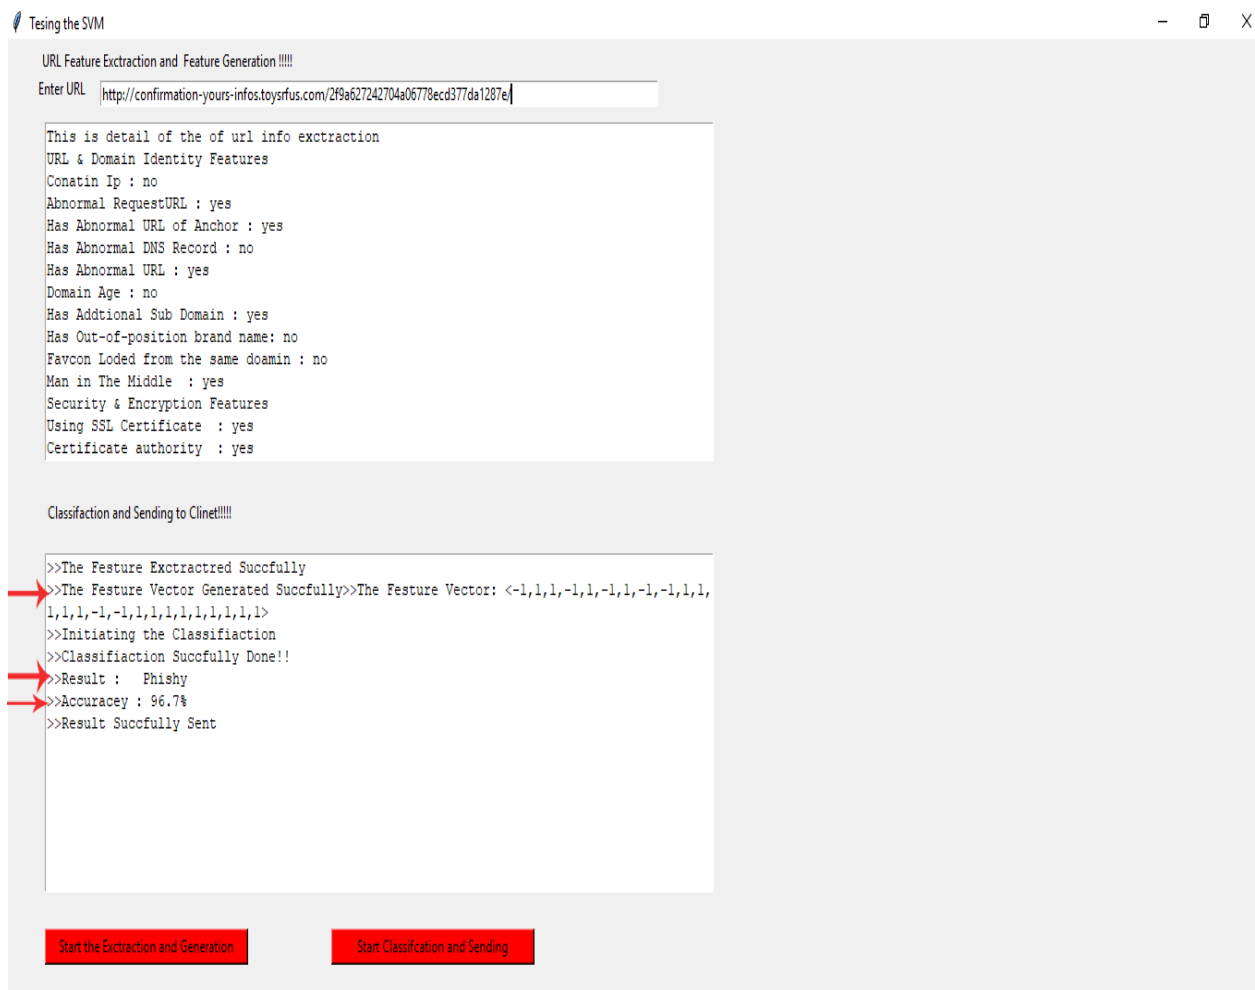 Tesing the SVM
URL Feature Exctraction and Feature Generation !!!!!
Enter URL
http://confirmation-yours-infos.toysrfus.com/2f9a627242704a06778ecd377da1287e/
This is detail of the of url info exctraction
URL & Domain Identity Features
Conatin Ip : no
Abnormal RequestURL : yes
Has Abnormal URL of Anchor : yes
Has Abnormal DNS Record : no
Has Abnormal URL : yes
Domain Age : no
Has Addtional Sub Domain : yes
Has Out-of-position brand name: no
Favcon Loded from the same doamin : no
Man in The Middle  : yes
Security & Encryption Features
Using SSL Certificate  : yes
Certificate authority  : yes
Classifaction and Sending to Clinet!!!!!
>>The Festure Exctractred Succfully
>>The Festure Vector Generated Succfully>>The Festure Vector: <-1,1,1,-1,1,-1,1,-1,-1,1,1,
1,1,1,-1,-1,1,1,1,1,1,1,1,1,1>
>>Initiating the Classifiaction
>>Classifiaction Succfully Done!!
>>Result :   Phishy
>>Accuracey : 96.7%
>>Result Succfully Sent
Start the Exctraction and Generation
Start Classifcation and Sending